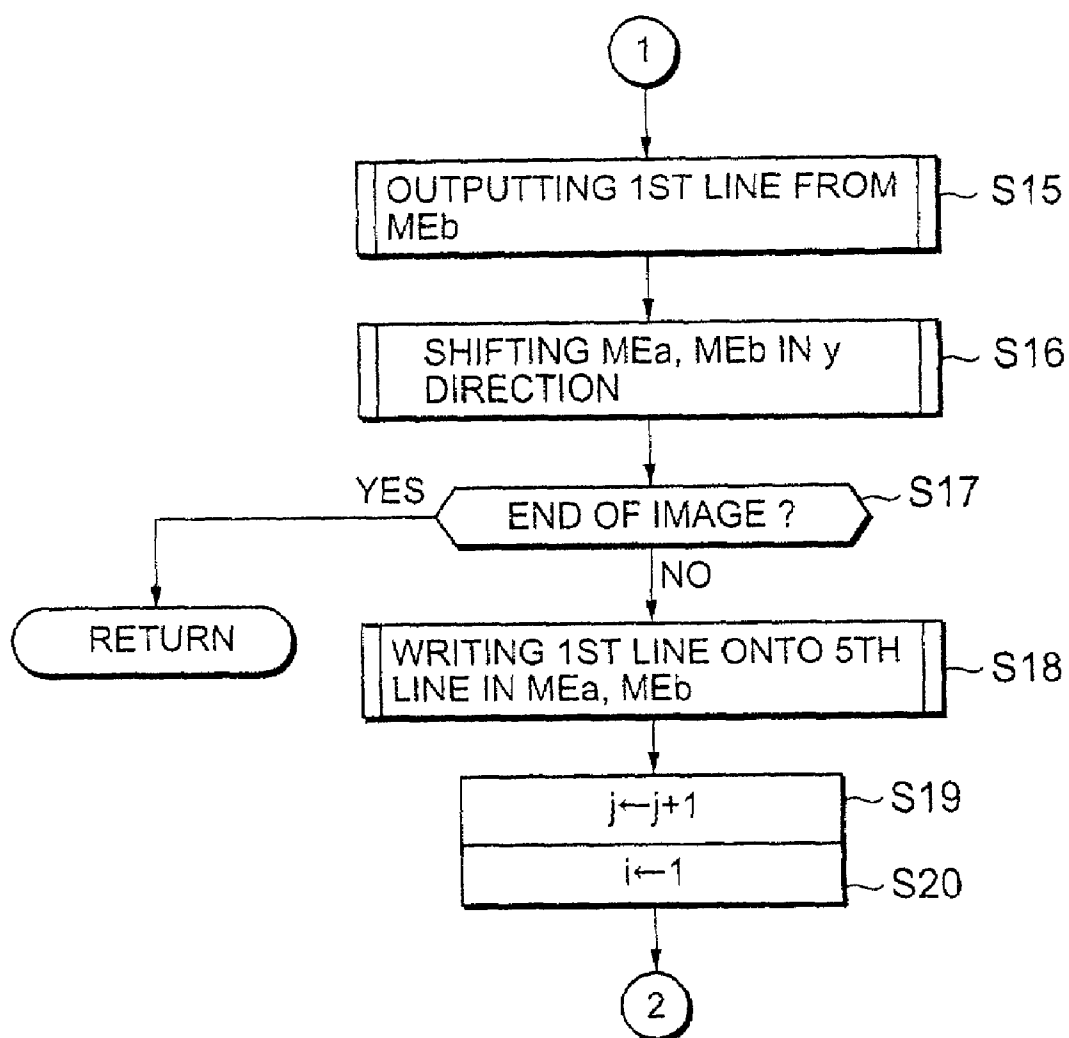 1
OUTPUTTING 1ST LINE FROM
MEb
S15
SHIFTING MEa, MEb IN y
DIRECTION
S16
YES
END OF IMAGE ?
S17
NO
RETURN
WRITING 1ST LINE ONTO 5TH
LINE IN MEa, MEb
S18
j←j+1
S19
i←1
S20
2